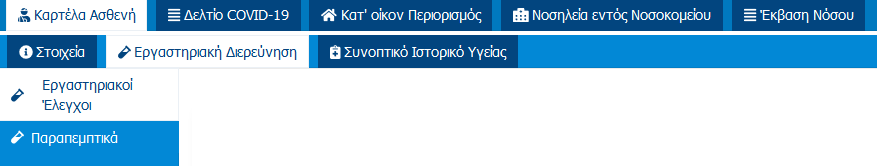 Καρτέλα Ασθενή Δελτίο COVID-19 Κατ' οίκον Περιορισμός Νοσηλεία εντός Νοσοκομείου Έκβαση Νόσου
Στοιχεία Εργαστηριακή Διερεύνηση Συνοπτικό Ιστορικό Υγείας
Εργαστηριακοί
Έλεγχοι
Παραπεμπτικά